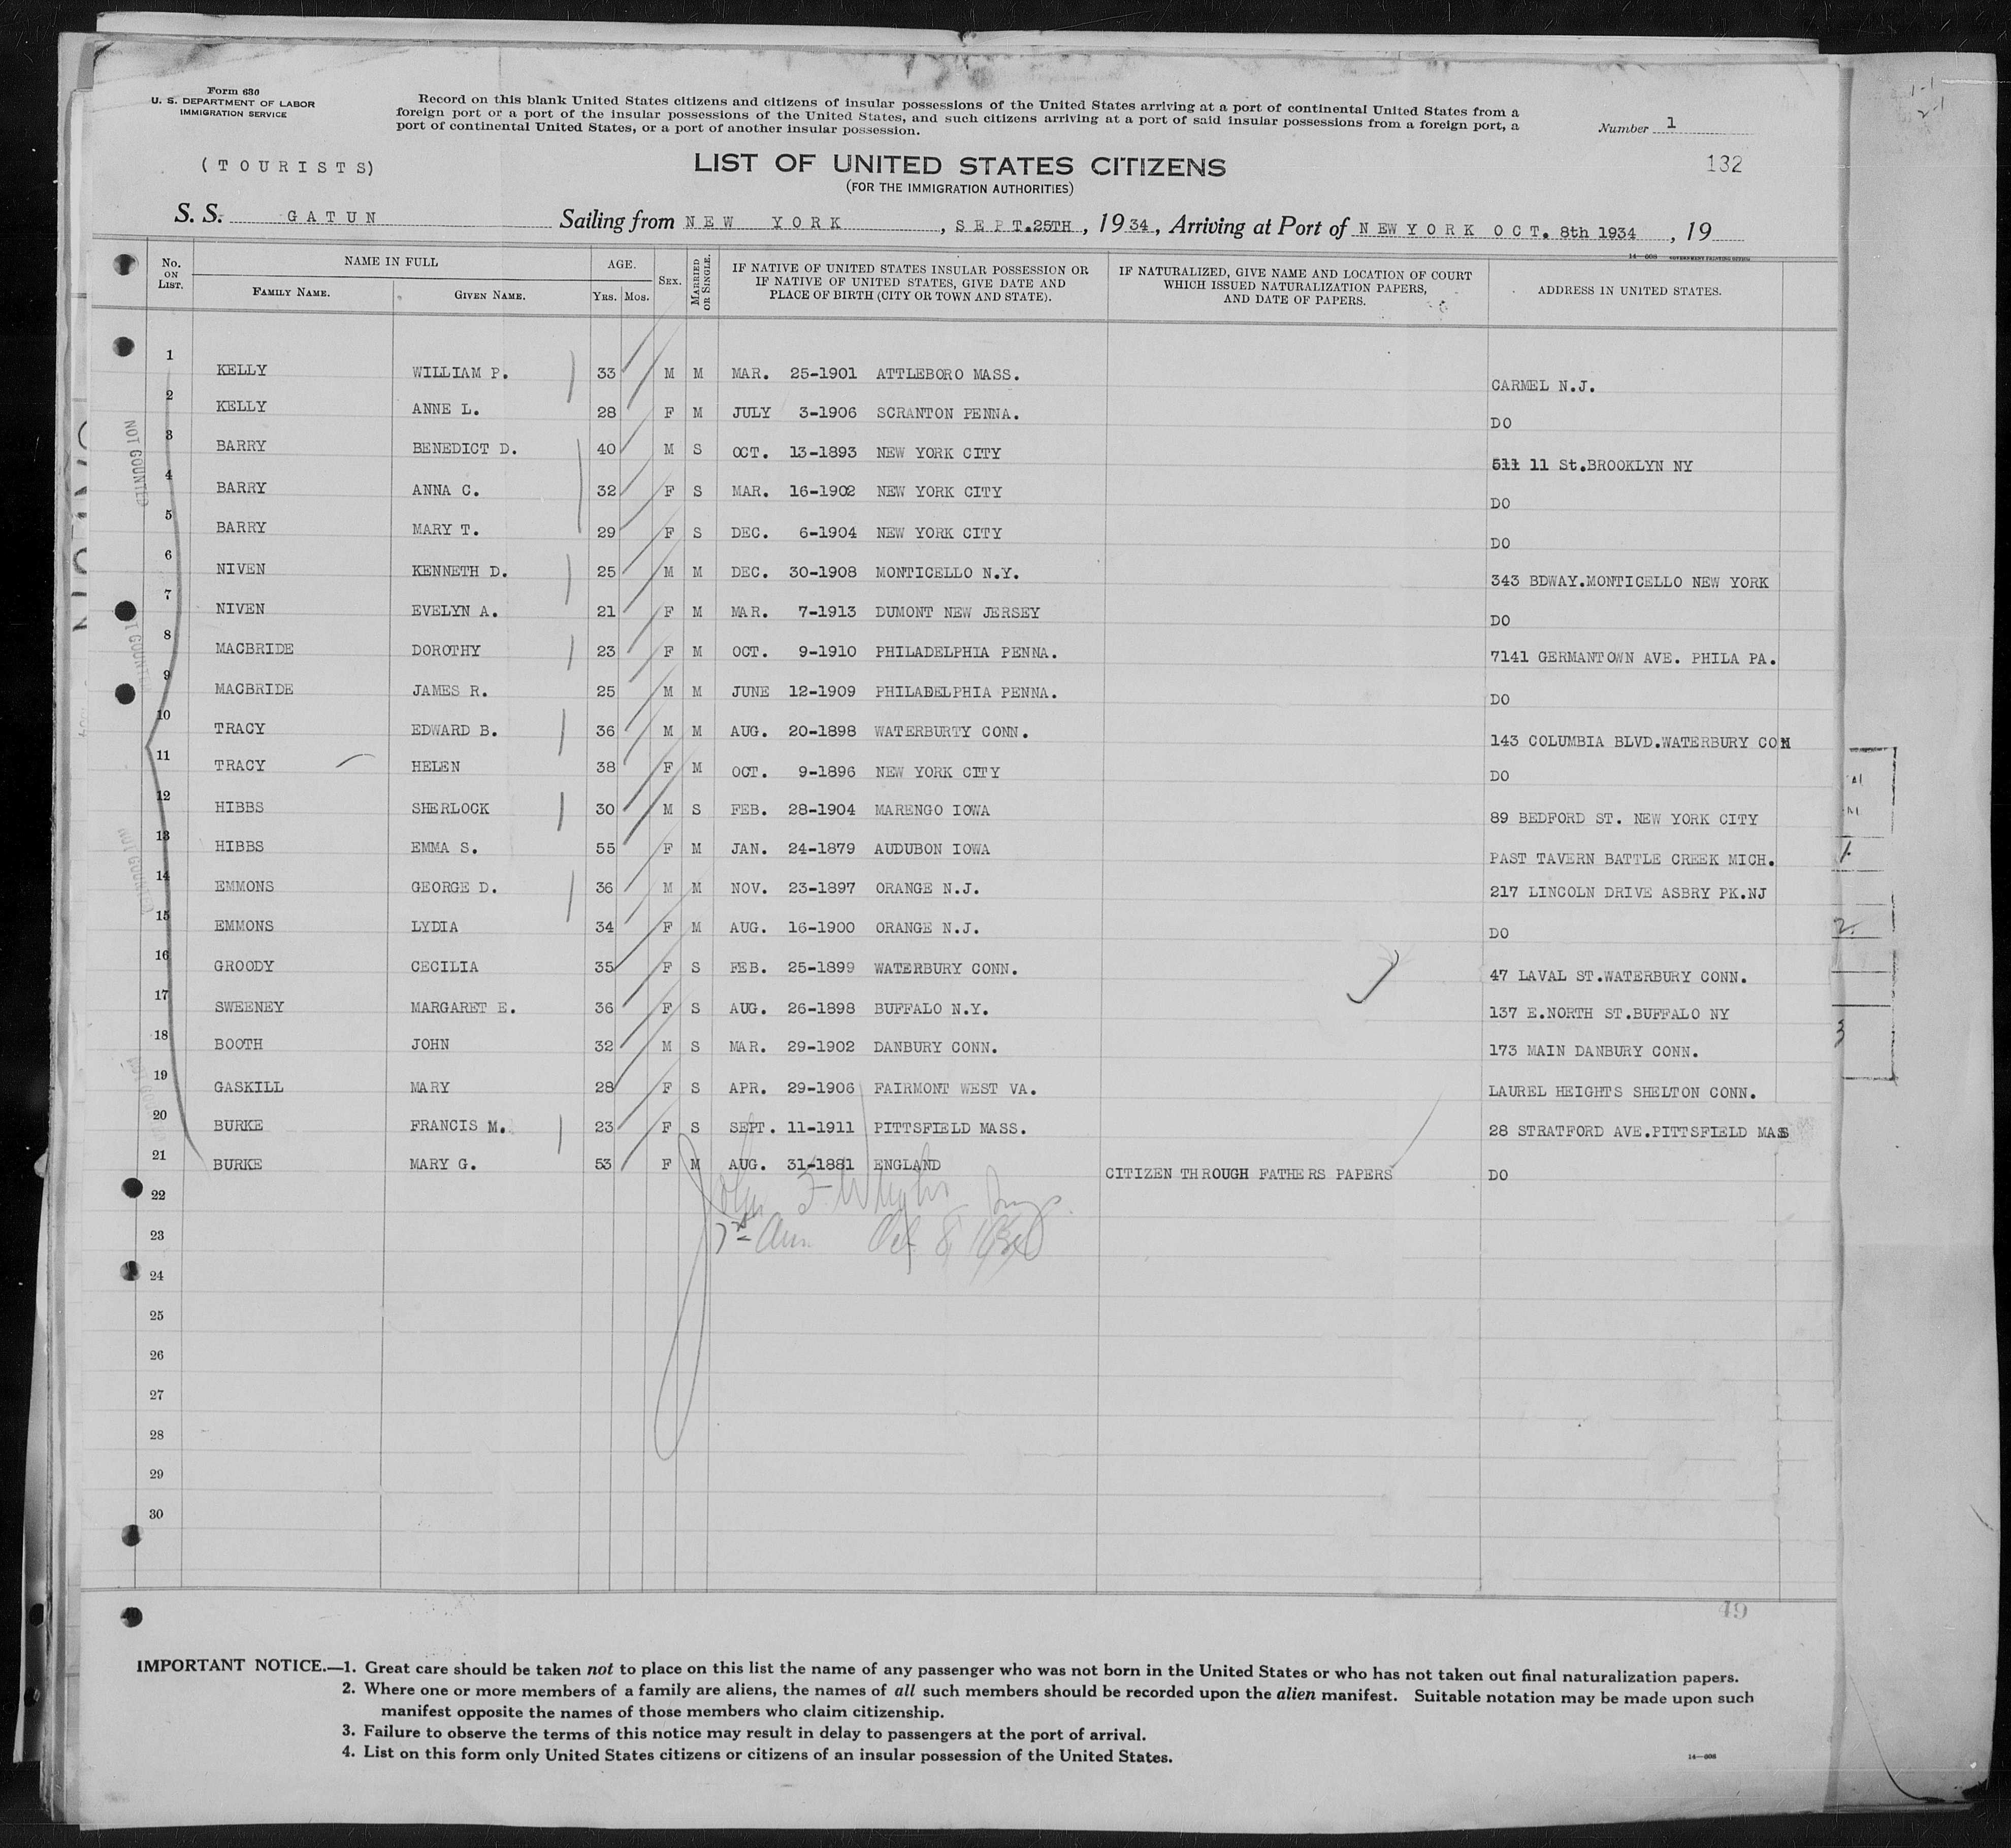 Form 630
U. S. DEPARTMENT OF LABOR
IMMIGRATION SERVICE
Record on this blank United States citizens and citizens of insular possessions of the United States arriving at a port of continental United States from a
foreign port or a port of the insular possessions of the United States, and such citizens arriving at a port of said insular possessions from a foreign port, a
port of continental United States, or a port of another insular possession.
Number 1
(TOURISTS)
LIST OF UNITED STATES CITIZENS
132
(FOR THE IMMIGRATION AUTHORITIES)
S. S. GATUN Sailing from NEW YORK, SEPT.25TH, 1934, Arriving at Port of NEW YORK OCT. 8th 1934, 19
No. ON LIST. NAME IN FULL FAMILY NAME. GIVEN NAME. AGE. YRS. MOS. SEX. MARRIED OR SINGLE. IF NATIVE OF UNITED STATES INSULAR POSSESSION OR IF NATIVE OF UNITED STATES, GIVE DATE AND PLACE OF BIRTH (CITY OR TOWN AND STATE). IF NATURALIZED, GIVE NAME AND LOCATION OF COURT WHICH ISSUED NATURALIZATION PAPERS, AND DATE OF PAPERS. ADDRESS IN UNITED STATES.
1 KELLY WILLIAM P. 33 M M MAR. 25-1901 ATTLEBORO MASS. CARMEL N.J.
2 KELLY ANNE L. 28 F M JULY 3-1906 SCRANTON PENNA. DO
3 BARRY BENEDICT D. 40 M S OCT. 13-1893 NEW YORK CITY 511 11 St.BROOKLYN NY
4 BARRY ANNA C. 32 F S MAR. 16-1902 NEW YORK CITY DO
5 BARRY MARY T. 29 F S DEC. 6-1904 NEW YORK CITY DO
6 NIVEN KENNETH D. 25 M M DEC. 30-1908 MONTICELLO N.Y. 343 BDWAY.MONTICELLO NEW YORK
7 NIVEN EVELYN A. 21 F M MAR. 7-1913 DUMONT NEW JERSEY DO
8 MACBRIDE DOROTHY 23 F M OCT. 9-1910 PHILADELPHIA PENNA. 7141 GERMANTOWN AVE. PHILA PA.
9 MACBRIDE JAMES R. 25 M M JUNE 12-1909 PHILADELPHIA PENNA. DO
10 TRACY EDWARD B. 36 M M AUG. 20-1898 WATERBURTY CONN. 143 COLUMBIA BLVD.WATERBURY CON
11 TRACY HELEN 38 F M OCT. 9-1896 NEW YORK CITY DO
12 HIBBS SHERLOCK 30 M S FEB. 28-1904 MARENGO IOWA 89 BEDFORD ST. NEW YORK CITY
13 HIBBS EMMA S. 55 F M JAN. 24-1879 AUDUBON IOWA PAST TAVERN BATTLE CREEK MICH.
14 EMMONS GEORGE D. 36 M M NOV. 23-1897 ORANGE N.J. 217 LINCOLN DRIVE ASBRY PK.NJ
15 EMMONS LYDIA 34 F M AUG. 16-1900 ORANGE N.J. DO
16 GROODY CECILIA 35 F S FEB. 25-1899 WATERBURY CONN. 47 LAVAL ST.WATERBURY CONN.
17 SWEENEY MARGARET E. 36 F S AUG. 26-1898 BUFFALO N.Y. 137 E.NORTH ST.BUFFALO NY
18 BOOTH JOHN 32 M S MAR. 29-1902 DANBURY CONN. 173 MAIN DANBURY CONN.
19 GASKILL MARY 28 F S APR. 29-1906 FAIRMONT WEST VA. LAUREL HEIGHTS SHELTON CONN.
20 BURKE FRANCIS M. 23 F S SEPT. 11-1911 PITTSFIELD MASS. 28 STRATFORD AVE.PITTSFIELD MASS
21 BURKE MARY G. 53 F M AUG. 31-1881 ENGLAND CITIZEN THROUGH FATHERS PAPERS DO
22
23
24
25
26
27
28
29
30
49
IMPORTANT NOTICE.—1. Great care should be taken not to place on this list the name of any passenger who was not born in the United States or who has not taken out final naturalization papers.
2. Where one or more members of a family are aliens, the names of all such members should be recorded upon the alien manifest. Suitable notation may be made upon such
manifest opposite the names of those members who claim citizenship.
3. Failure to observe the terms of this notice may result in delay to passengers at the port of arrival.
4. List on this form only United States citizens or citizens of an insular possession of the United States.